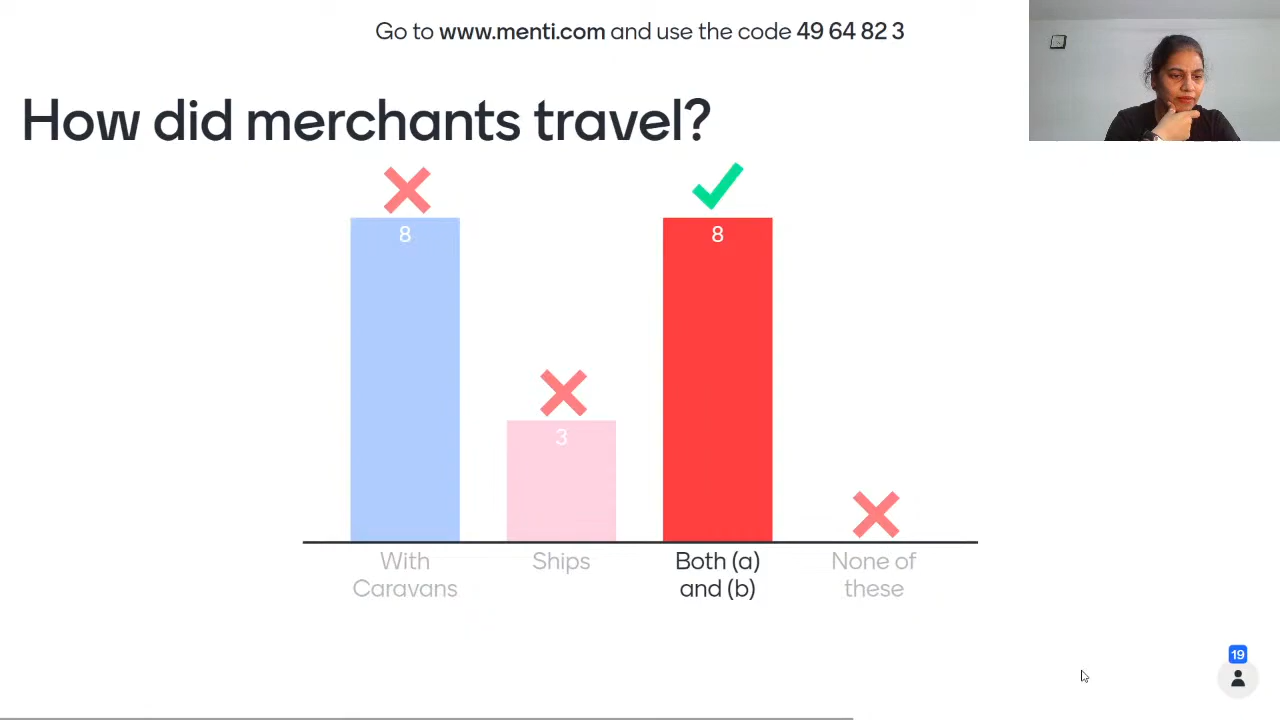 Go to www.menti.com and use the code 49 64 82 3
How did merchants travel?
8
8
3
With
Caravans
Ships
Both (a)
and (b)
None of
these
19